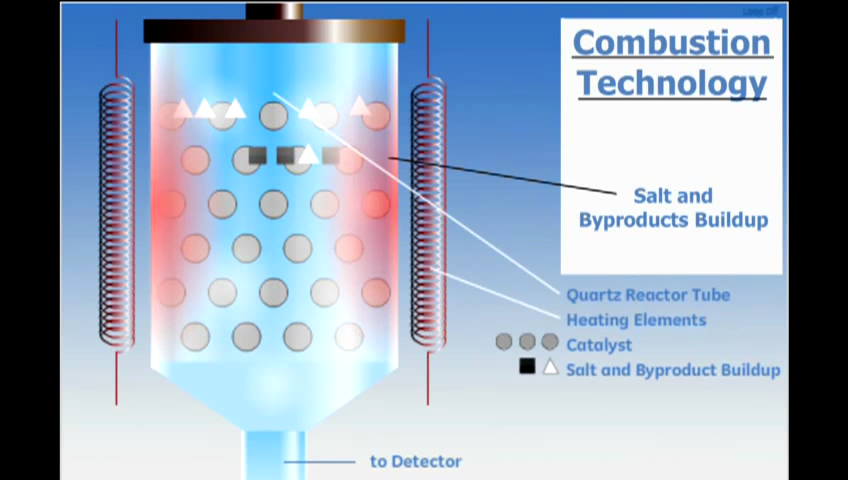 Combustion
Technology
Salt and
Byproducts Buildup
Quartz Reactor Tube
Heating Elements
Catalyst
Salt and Byproduct Buildup
to Detector